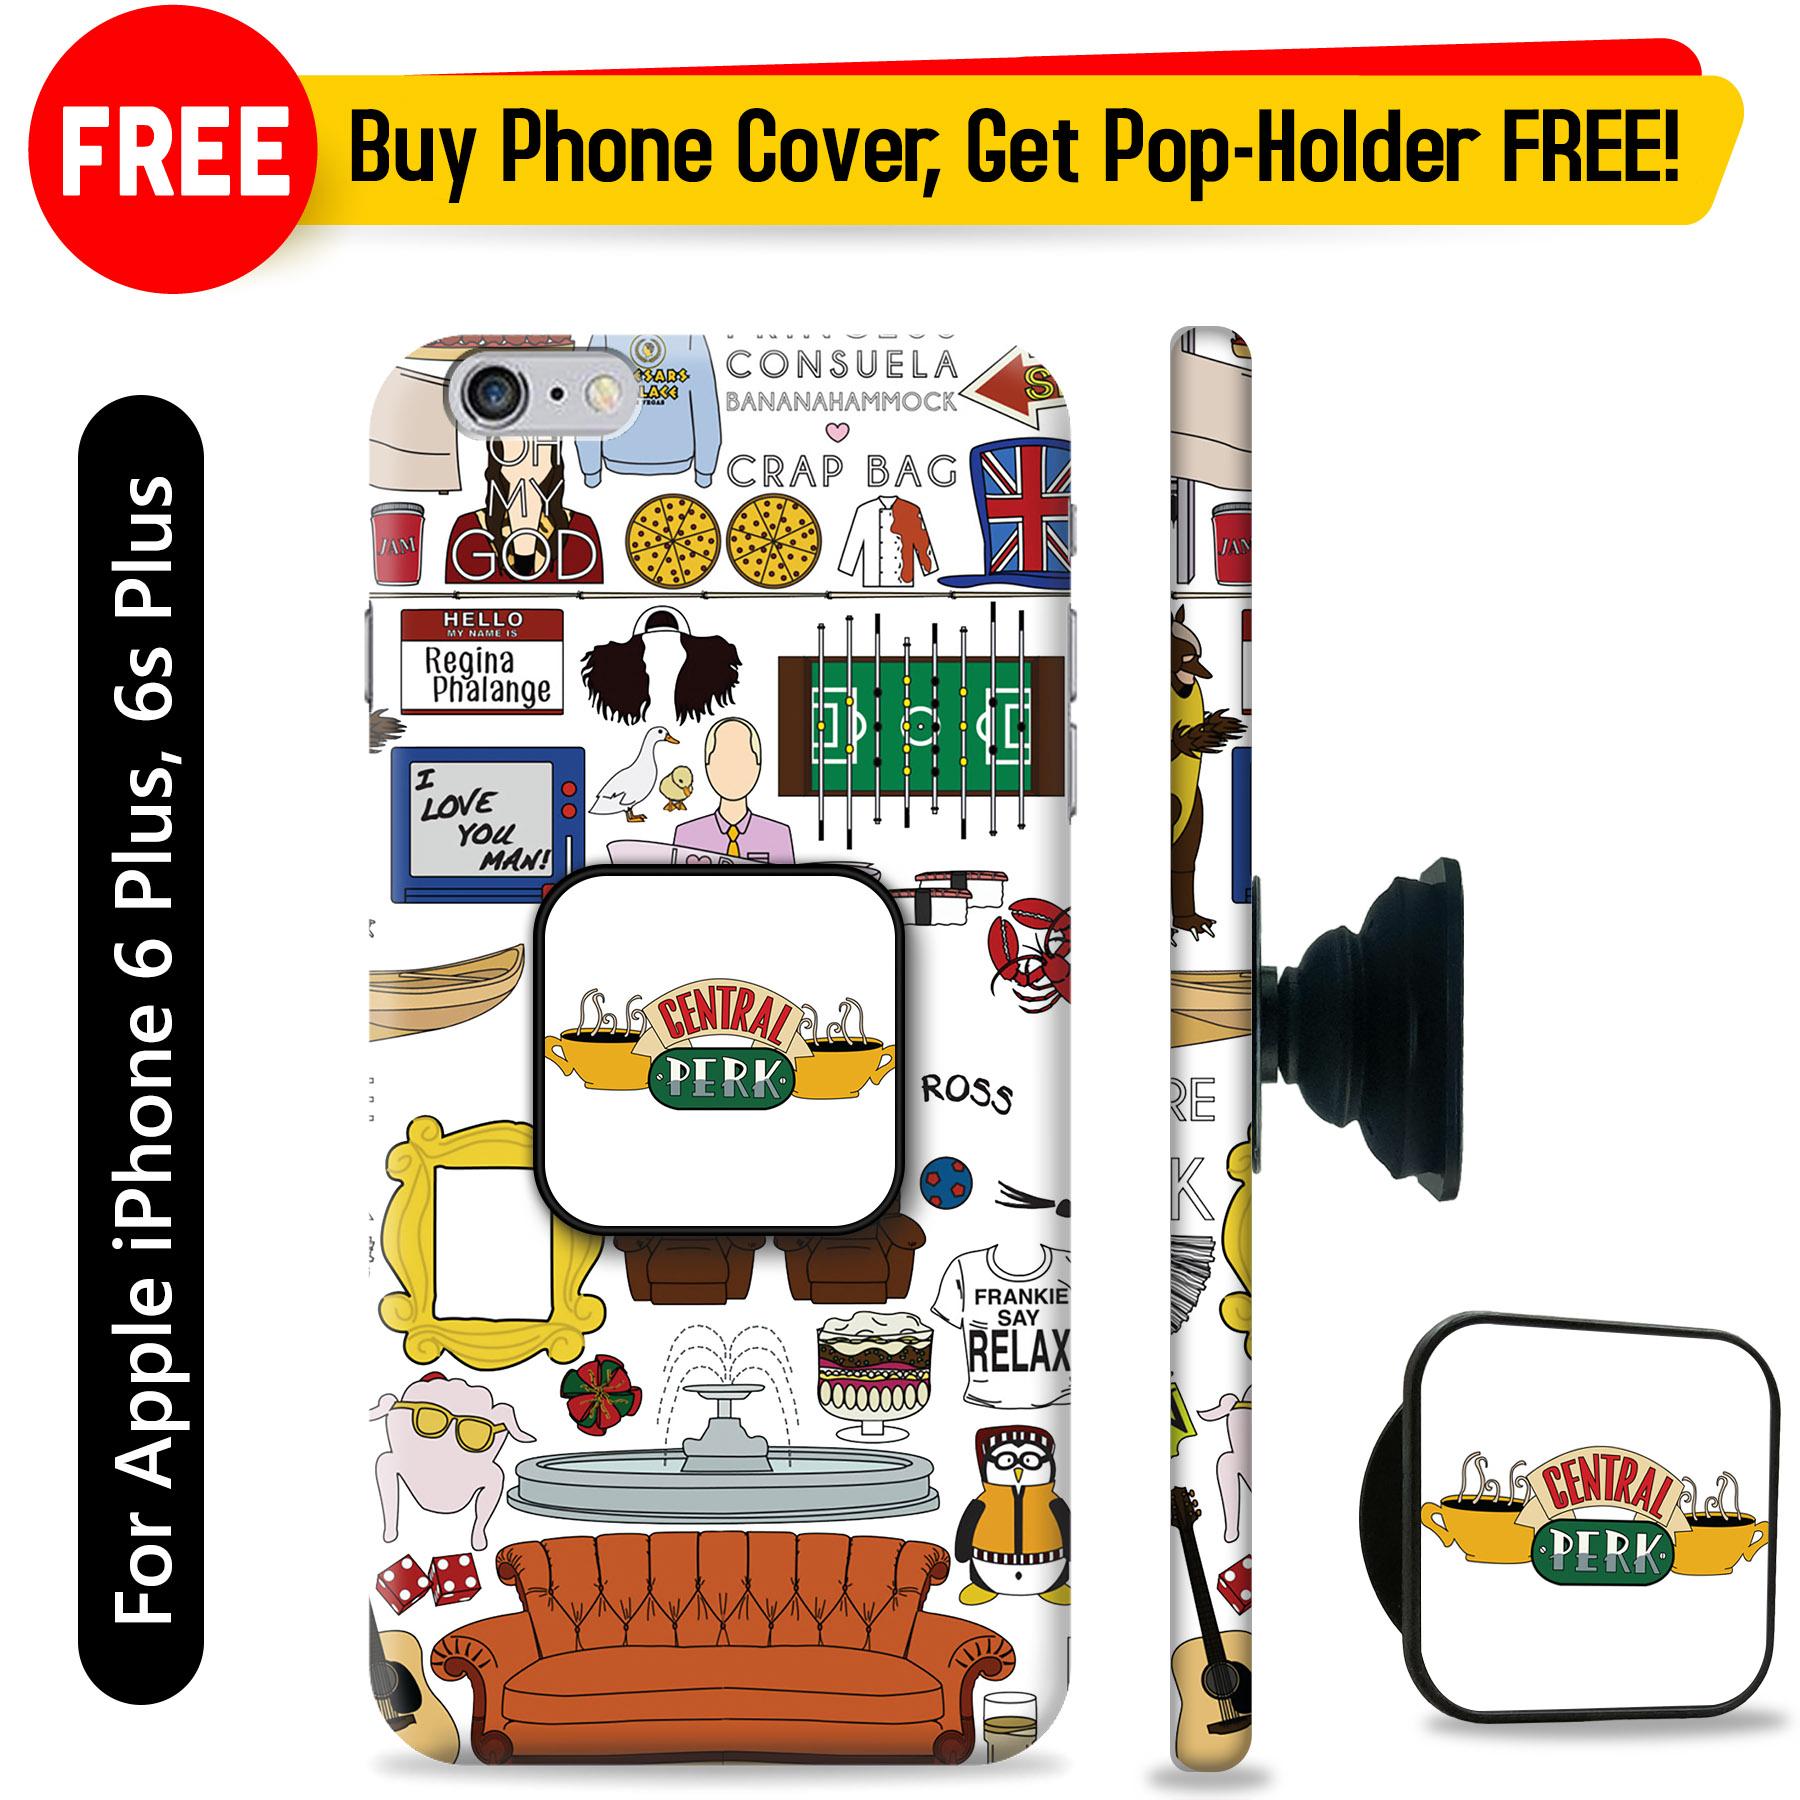 FREE
Buy Phone Cover, Get Pop-Holder FREE!
For Apple iPhone 6 Plus, 6s Plus
CONSUELA
BANANAHAMMOCK
CRAP BAG
OH
MY
GOD
JAM
JAM
HELLO
MY NAME IS
Regina
Phalange
I
LOVE
YOU
MAN!
CENTRAL
PERK
ROSS
RE
K
FRANKIE
SAY
RELAX
CENTRAL
PERK